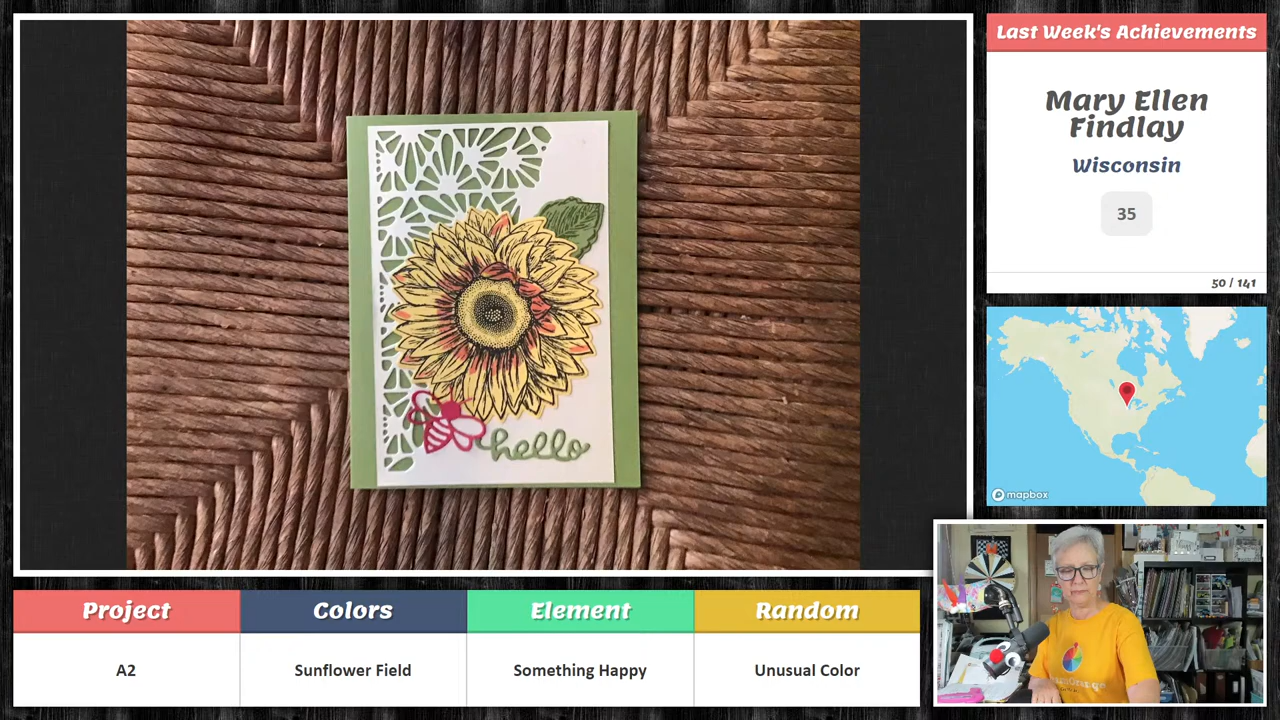 Last Week's Achievements
Mary Ellen
Findlay
Wisconsin
35
50 / 141
hello
mapbox
Project
Colors
Element
Random
A2
Sunflower Field
Something Happy
Unusual Color